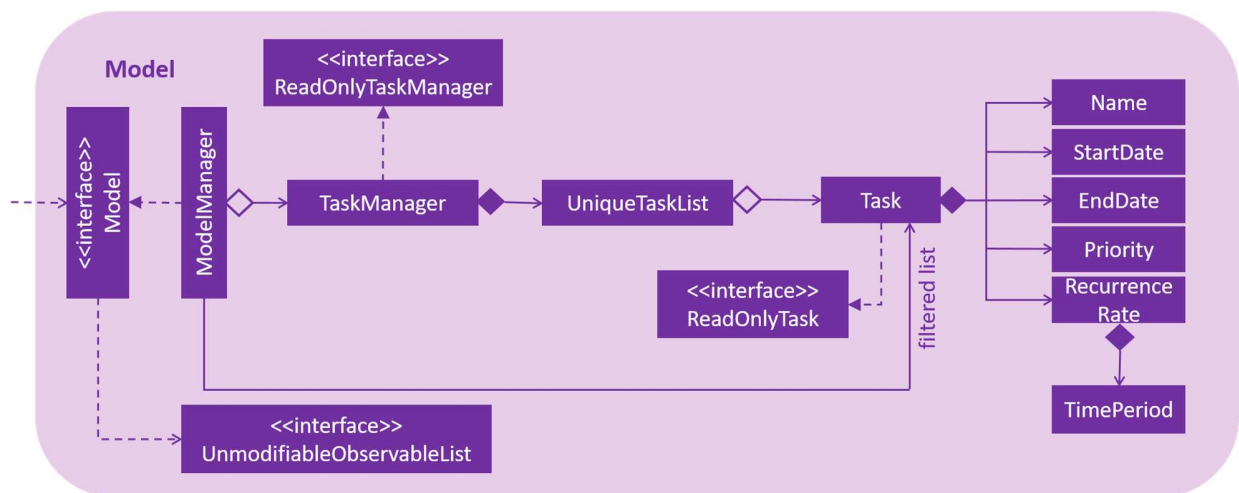 Model
<<interface>>
ReadOnlyTaskManager
<<interface>>
Model
ModelManager
TaskManager
UniqueTaskList
Task
Name
StartDate
EndDate
Priority
Recurrence
Rate
TimePeriod
<<interface>>
ReadOnlyTask
filtered list
<<interface>>
UnmodifiableObservableList